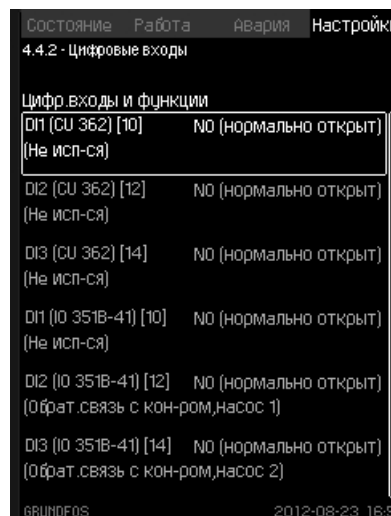 Состояние Работа Авария Настройки
4.4.2 - Цифровые входы
Цифр.входы и функции
DI1 (CU 362) [10] NO (нормально открыт)
(Не исп-ся)
DI2 (CU 362) [12] NO (нормально открыт)
(Не исп-ся)
DI3 (CU 362) [14] NO (нормально открыт)
(Не исп-ся)
DI1 (IO 351B-41) [10] NO (нормально открыт)
(Не исп-ся)
DI2 (IO 351B-41) [12] NO (нормально открыт)
(Обрат.связь с кон-ром,насос 1)
DI3 (IO 351B-41) [14] NO (нормально открыт)
(Обрат.связь с кон-ром,насос 2)
GRUNDFOS 2012-08-23